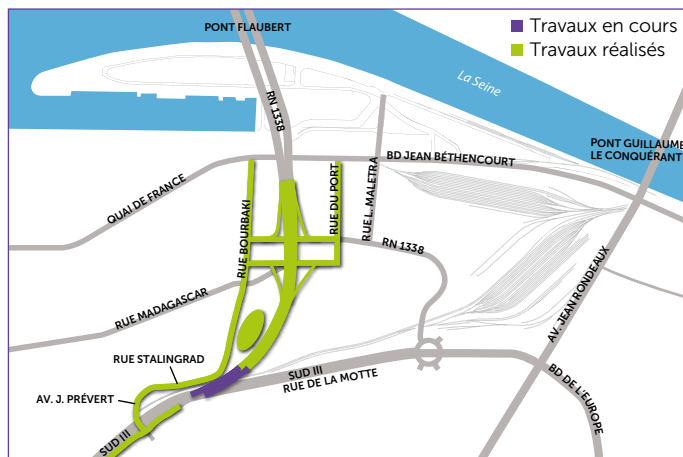 Travaux en cours
Travaux réalisés
PONT FLAUBERT
La Seine
RN 1338
PONT GUILLAUME
LE CONQUÉRANT
BD JEAN BÉTHENCOURT
QUAI DE FRANCE
RUE BOURBAKI
RUE DU PORT
RUE L. MALETRA
RN 1338
RUE MADAGASCAR
AV. JEAN RONDEAUX
RUE STALINGRAD
SUD III
RUE DE LA MOTTE
AV. J. PRÉVERT
BD DE L'EUROPE
SUD III